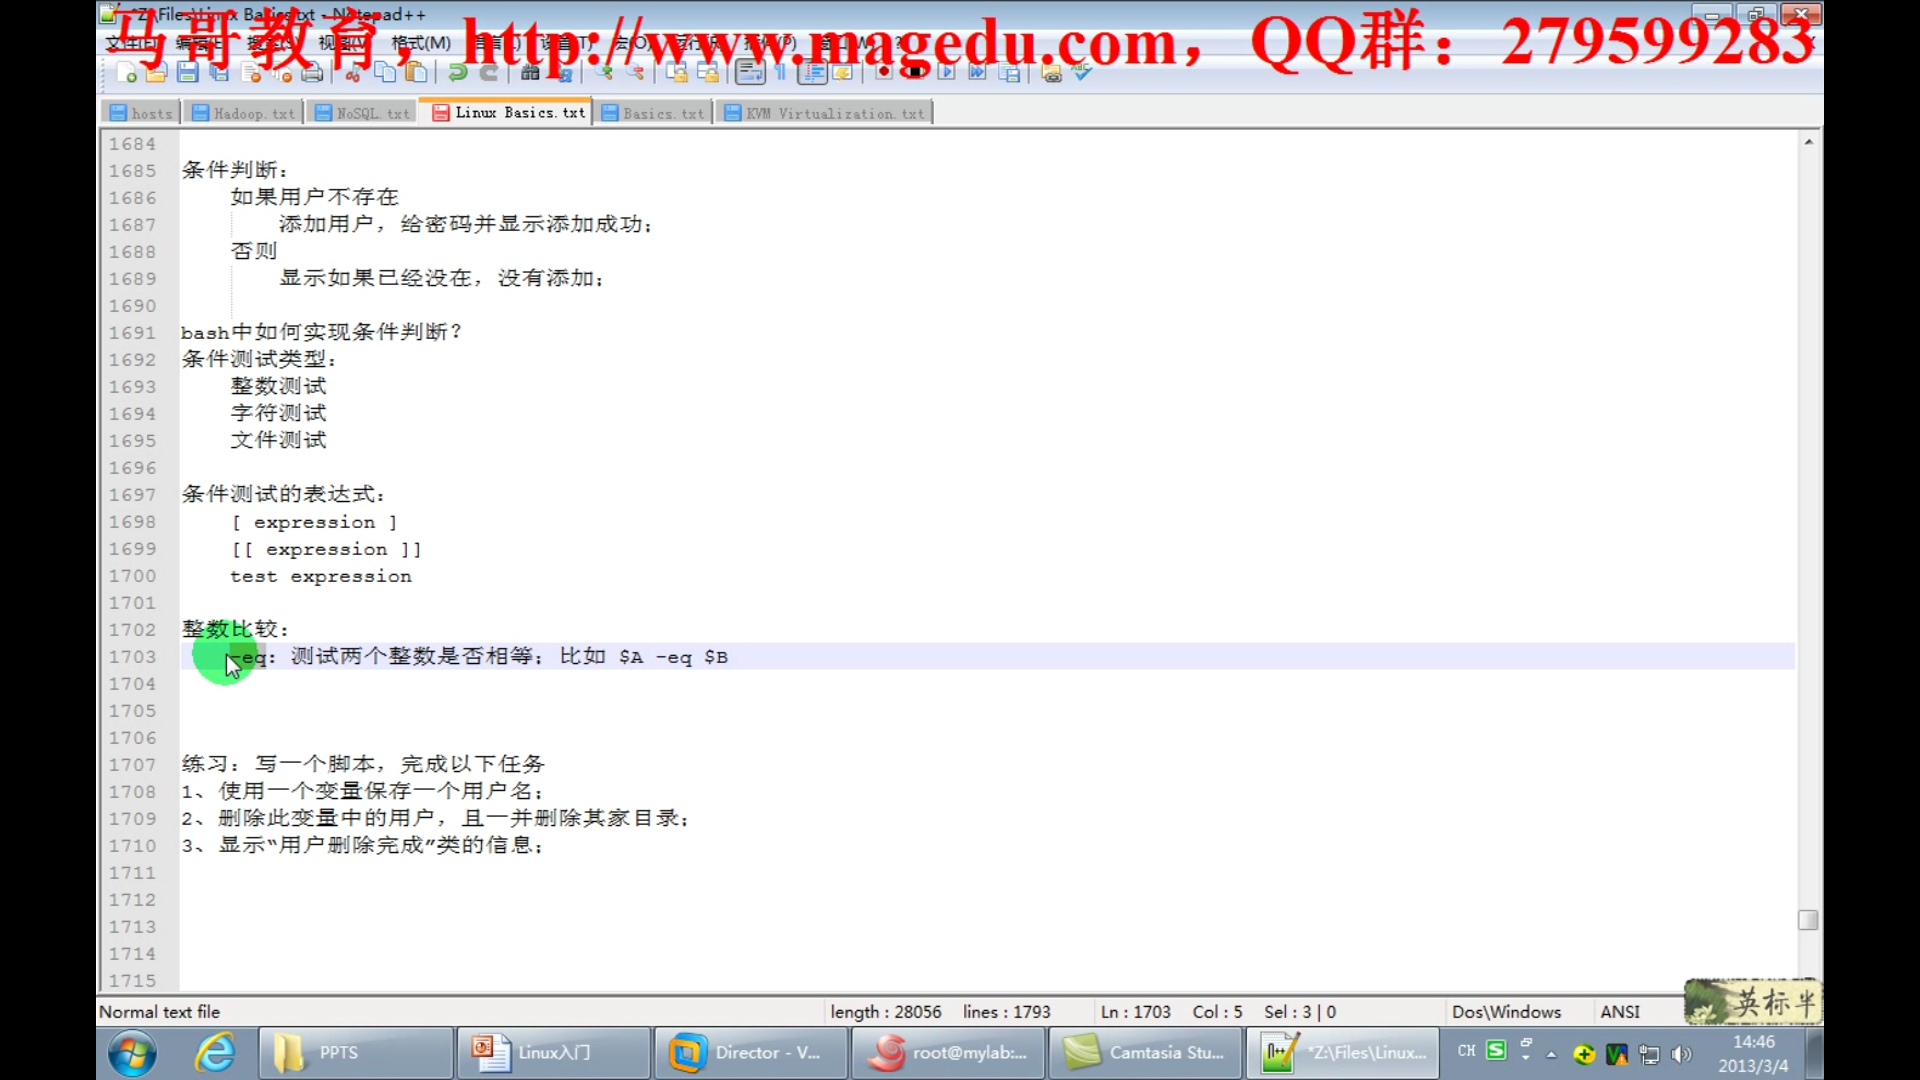 *Z:\Files\Linux Basics.txt - Notepad++
马哥教育，http://www.magedu.com，QQ群：279599283
hosts Hadoop.txt NoSQL.txt Linux Basics.txt Basics.txt KVM Virtualization.txt
1684
1685 条件判断：
1686 如果用户不存在
1687 添加用户，给密码并显示添加成功；
1688 否则
1689 显示如果已经没在，没有添加；
1690
1691 bash中如何实现条件判断？
1692 条件测试类型：
1693 整数测试
1694 字符测试
1695 文件测试
1696
1697 条件测试的表达式：
1698 [ expression ]
1699 [[ expression ]]
1700 test expression
1701
1702 整数比较：
1703 -eq：测试两个整数是否相等；比如 $A -eq $B
1704
1705
1706
1707 练习：写一个脚本，完成以下任务
1708 1、使用一个变量保存一个用户名；
1709 2、删除此变量中的用户，且一并删除其家目录；
1710 3、显示“用户删除完成”类的信息；
1711
1712
1713
1714
1715
Normal text file length : 28056 lines : 1793 Ln : 1703 Col : 5 Sel : 3 | 0 Dos\Windows ANSI
英标半
PPTS Linux入门 Director - V... root@mylab:... Camtasia Stu... *Z:\Files\Linux... CH 14:46
2013/3/4